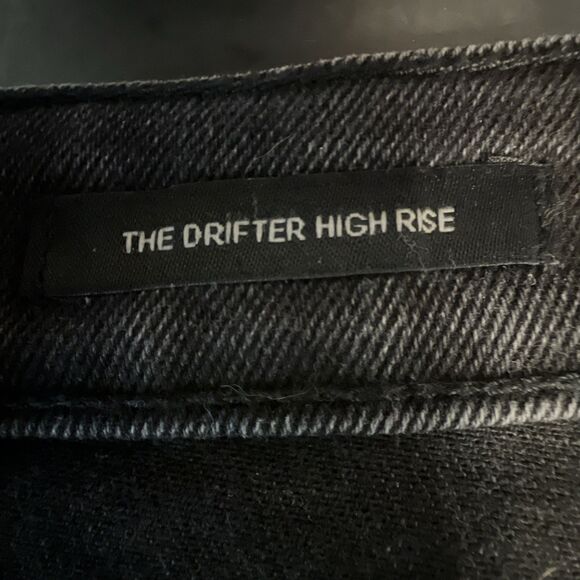 THE DRIFTER HIGH RISE